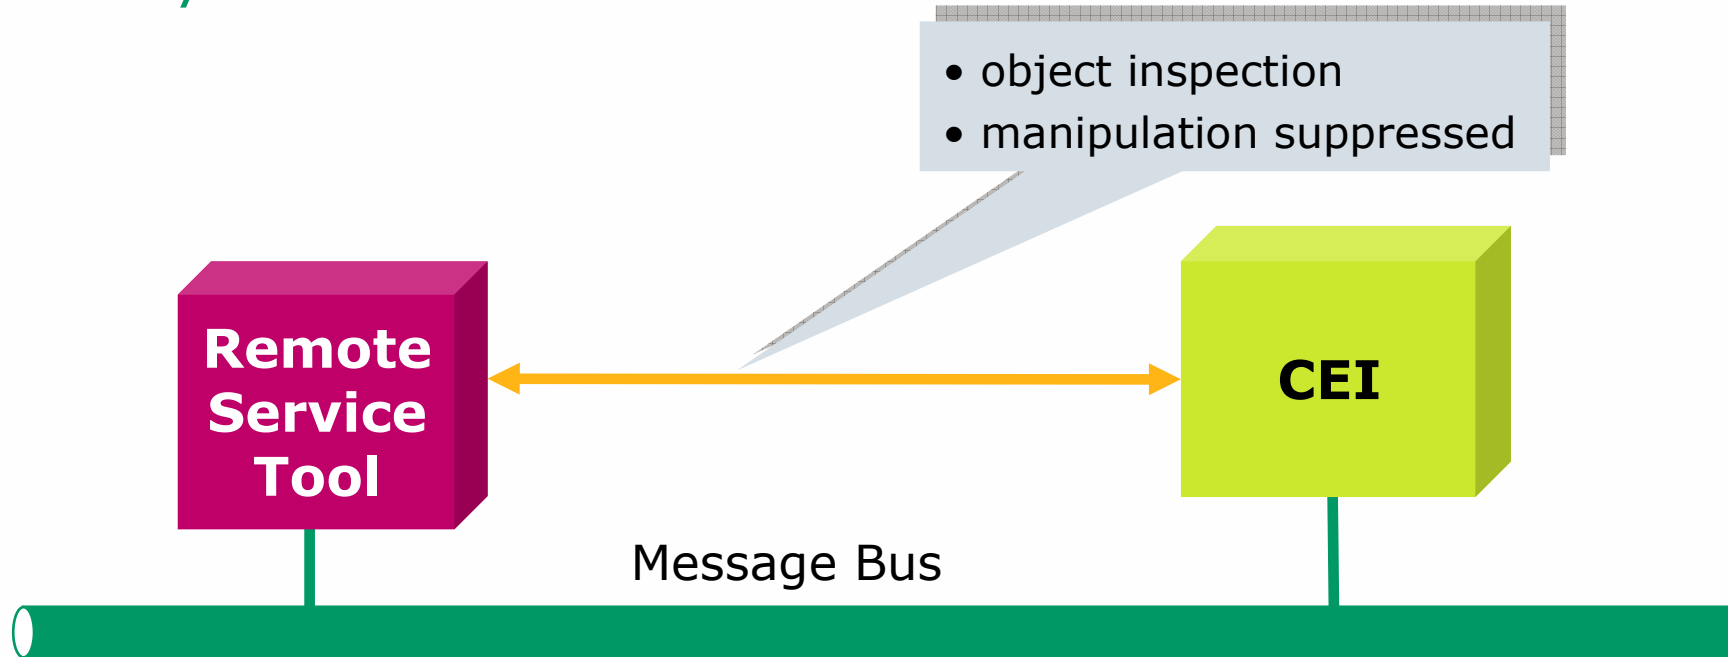 • object inspection
• manipulation suppressed
Remote
Service
Tool
CEI
Message Bus